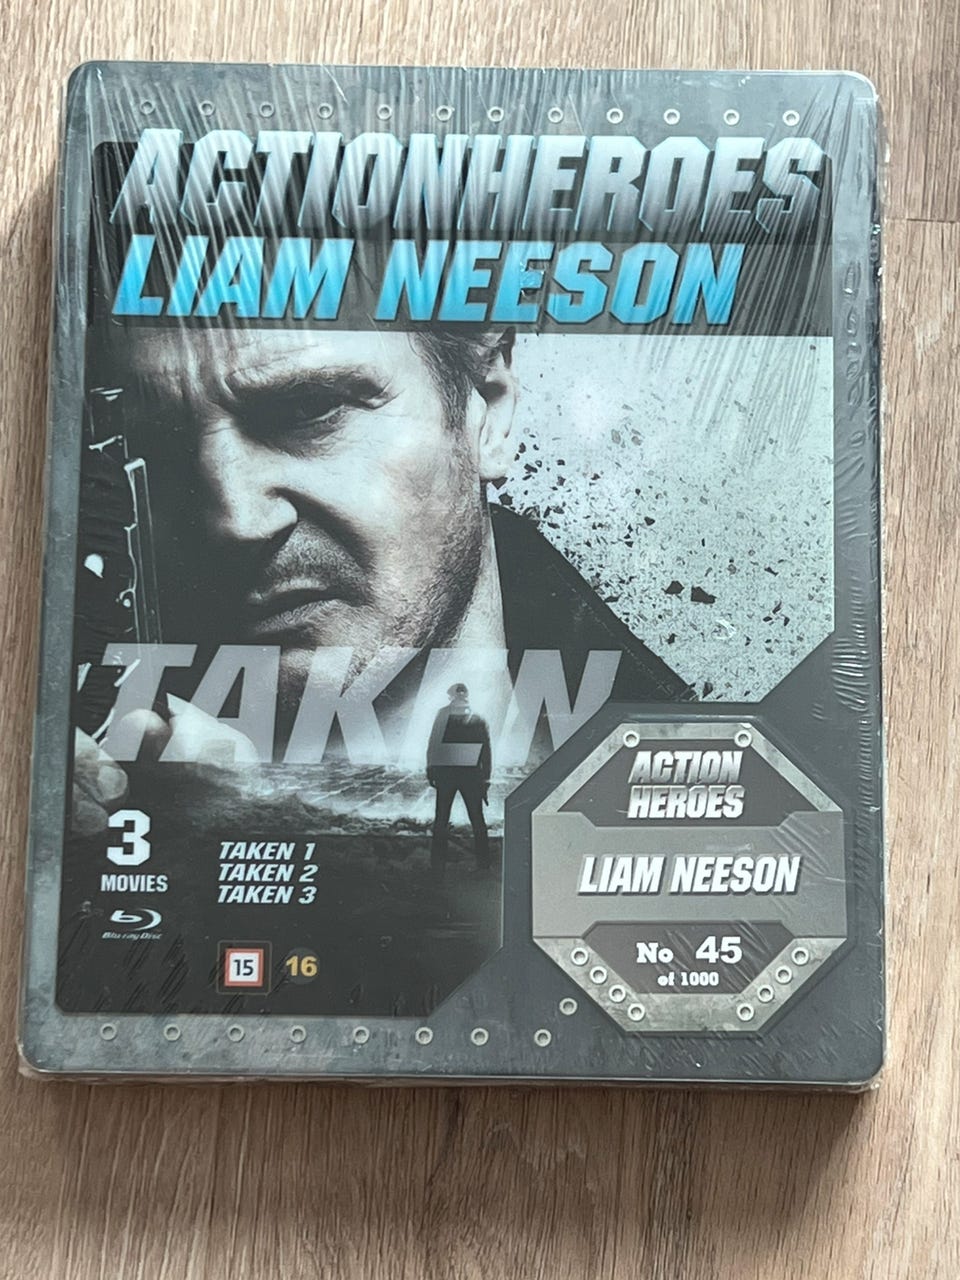 ACTIONHEROES
LIAM NEESON
TAKEN
3
MOVIES
Blu-ray Disc
TAKEN 1
TAKEN 2
TAKEN 3
15
16
ACTION
HEROES
LIAM NEESON
No 45
of 1000